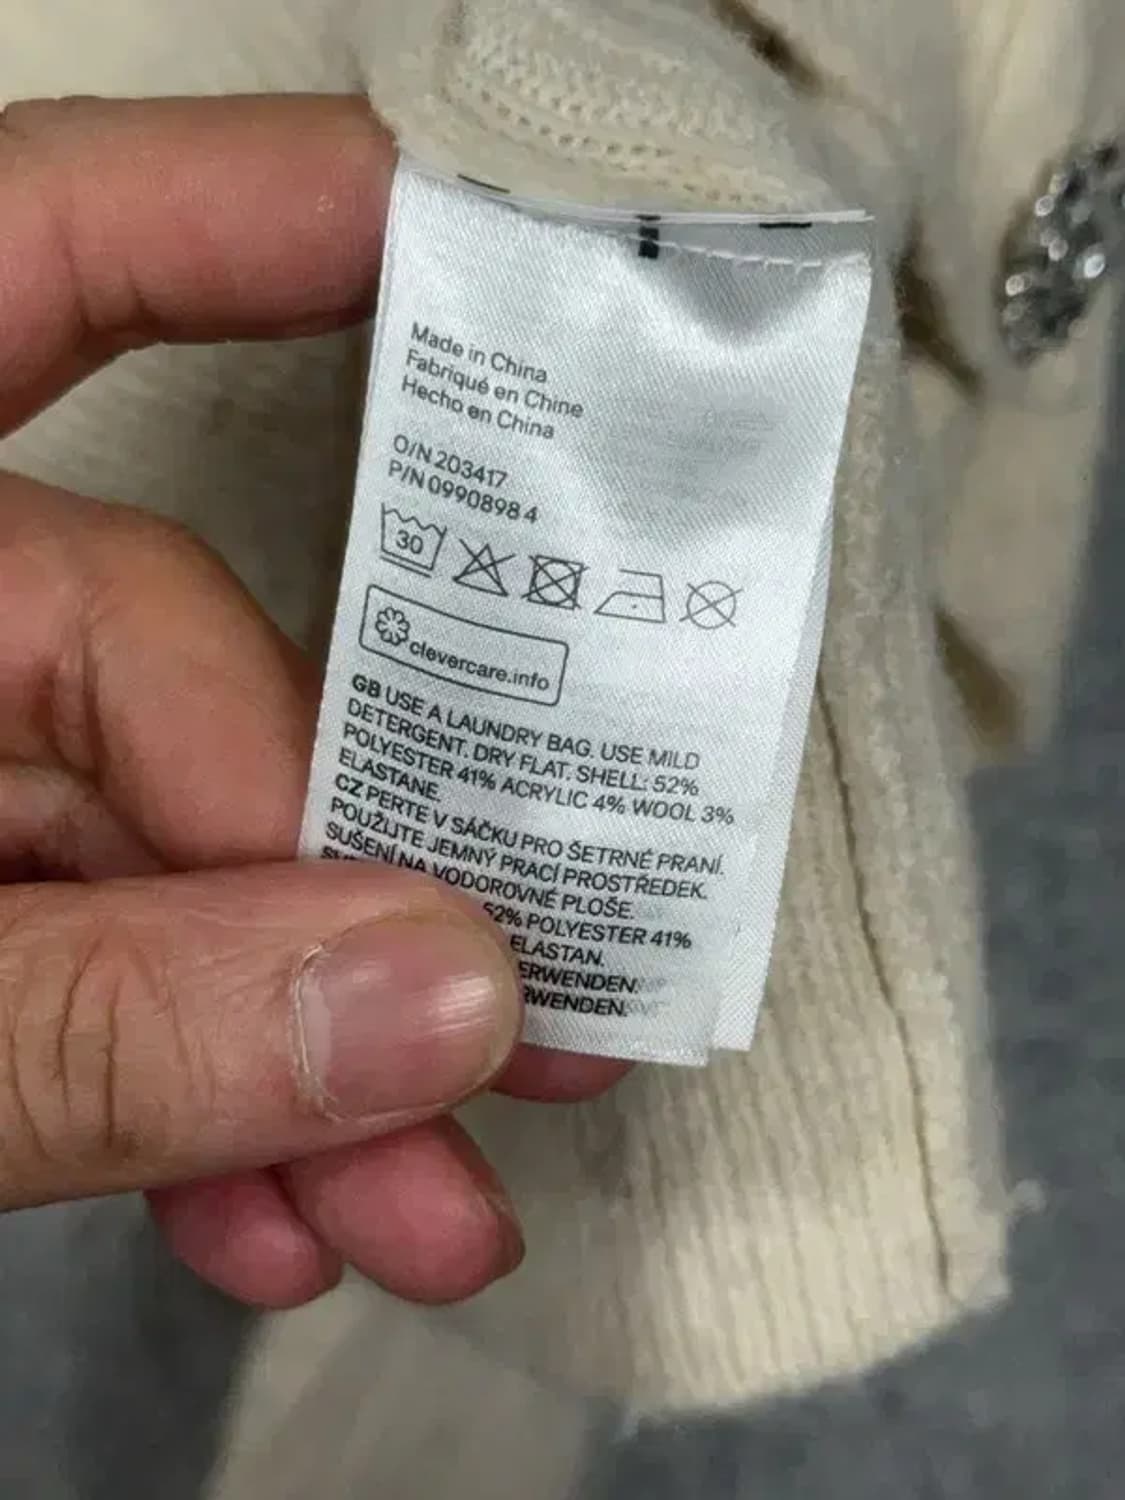 Made in China
Fabriqué en Chine
Hecho en China
O/N 203417
P/N 0990898 4
30
clevercare.info
GB USE A LAUNDRY BAG. USE MILD
DETERGENT. DRY FLAT. SHELL: 52%
POLYESTER 41% ACRYLIC 4% WOOL 3%
ELASTANE.
CZ PERTE V SÁČKU PRO ŠETRNÉ PRANÍ.
POUŽIJTE JEMNÝ PRACÍ PROSTŘEDEK.
SUŠENÍ NA VODOROVNÉ PLOŠE.
52% POLYESTER 41%
ELASTAN.
ERWENDEN.
RWENDEN.